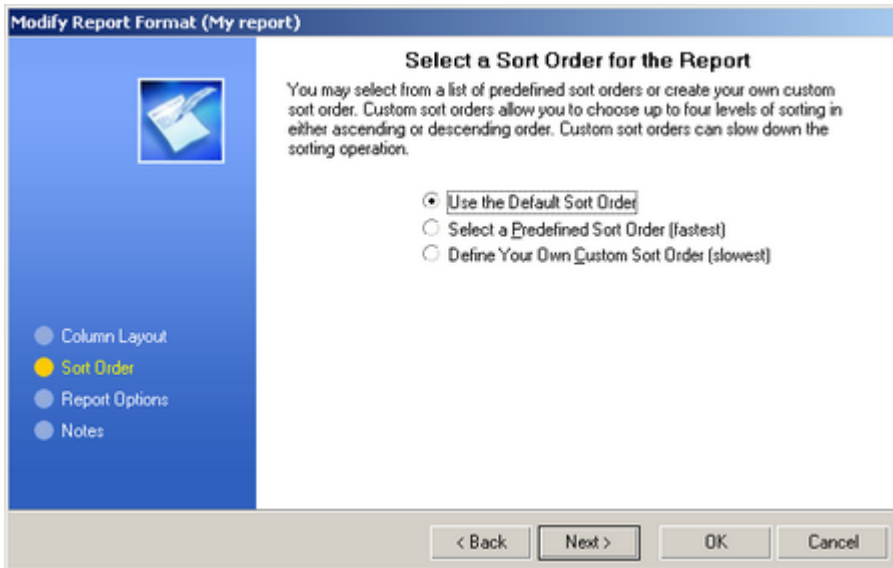 Modify Report Format (My report)
Select a Sort Order for the Report
You may select from a list of predefined sort orders or create your own custom
sort order. Custom sort orders allow you to choose up to four levels of sorting in
either ascending or descending order. Custom sort orders can slow down the
sorting operation.
Use the Default Sort Order
Select a Predefined Sort Order (fastest)
Define Your Own Custom Sort Order (slowest)
Column Layout
Sort Order
Report Options
Notes
< Back Next > OK Cancel